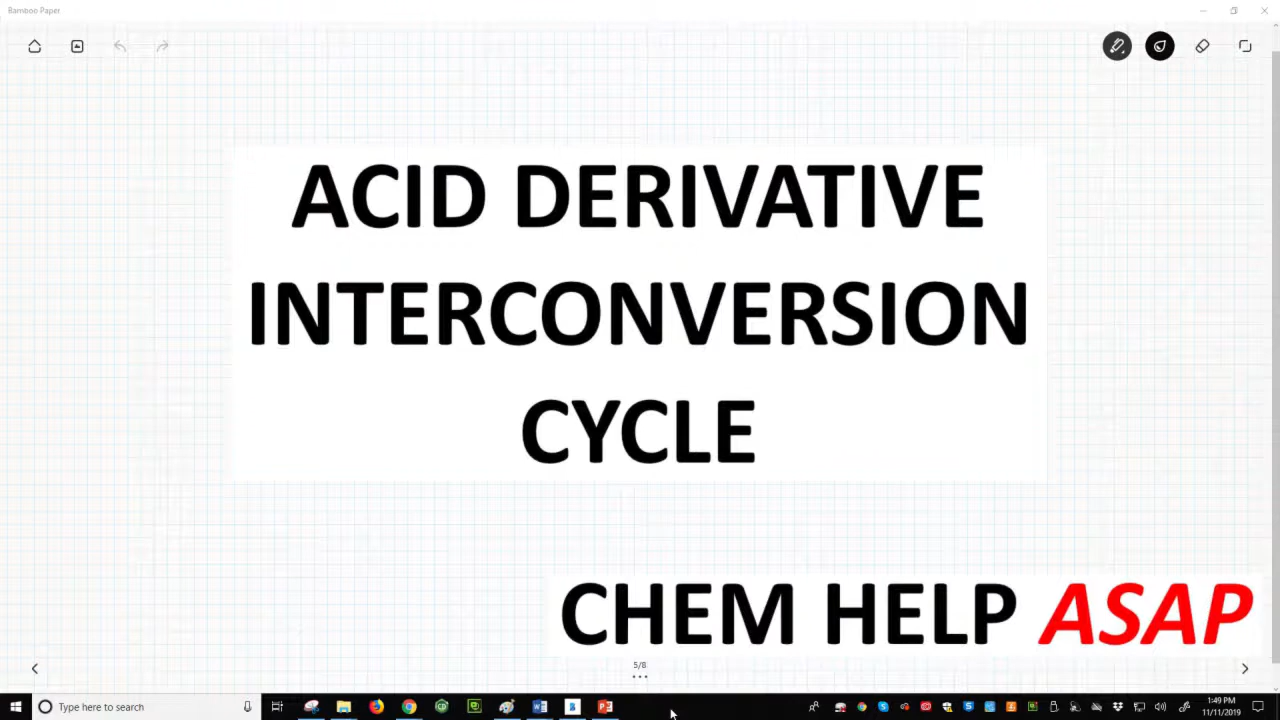 Bamboo Paper
ACID DERIVATIVE
INTERCONVERSION
CYCLE
CHEM HELP ASAP
5/8
Type here to search
1:49 PM
11/11/2019